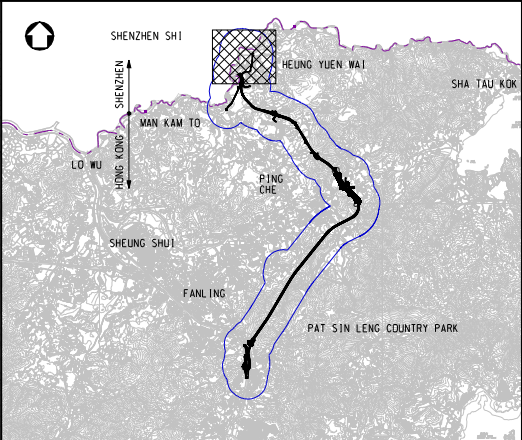 SHENZHEN SHI
HEUNG YUEN WAI
SHA TAU KOK
SHENZHEN
MAN KAM TO
HONG KONG
LO WU
PING
CHE
SHEUNG SHUI
FANLING
PAT SIN LENG COUNTRY PARK